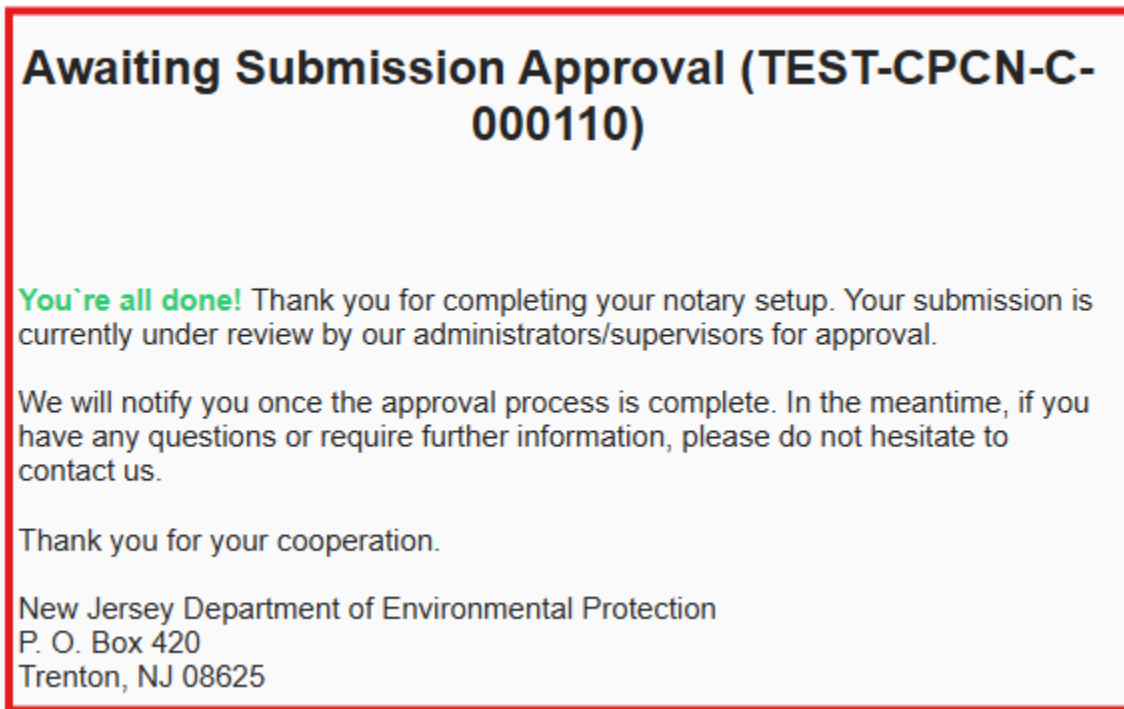 Awaiting Submission Approval (TEST-CPCN-C-
000110)
You`re all done! Thank you for completing your notary setup. Your submission is
currently under review by our administrators/supervisors for approval.
We will notify you once the approval process is complete. In the meantime, if you
have any questions or require further information, please do not hesitate to
contact us.
Thank you for your cooperation.
New Jersey Department of Environmental Protection
P. O. Box 420
Trenton, NJ 08625